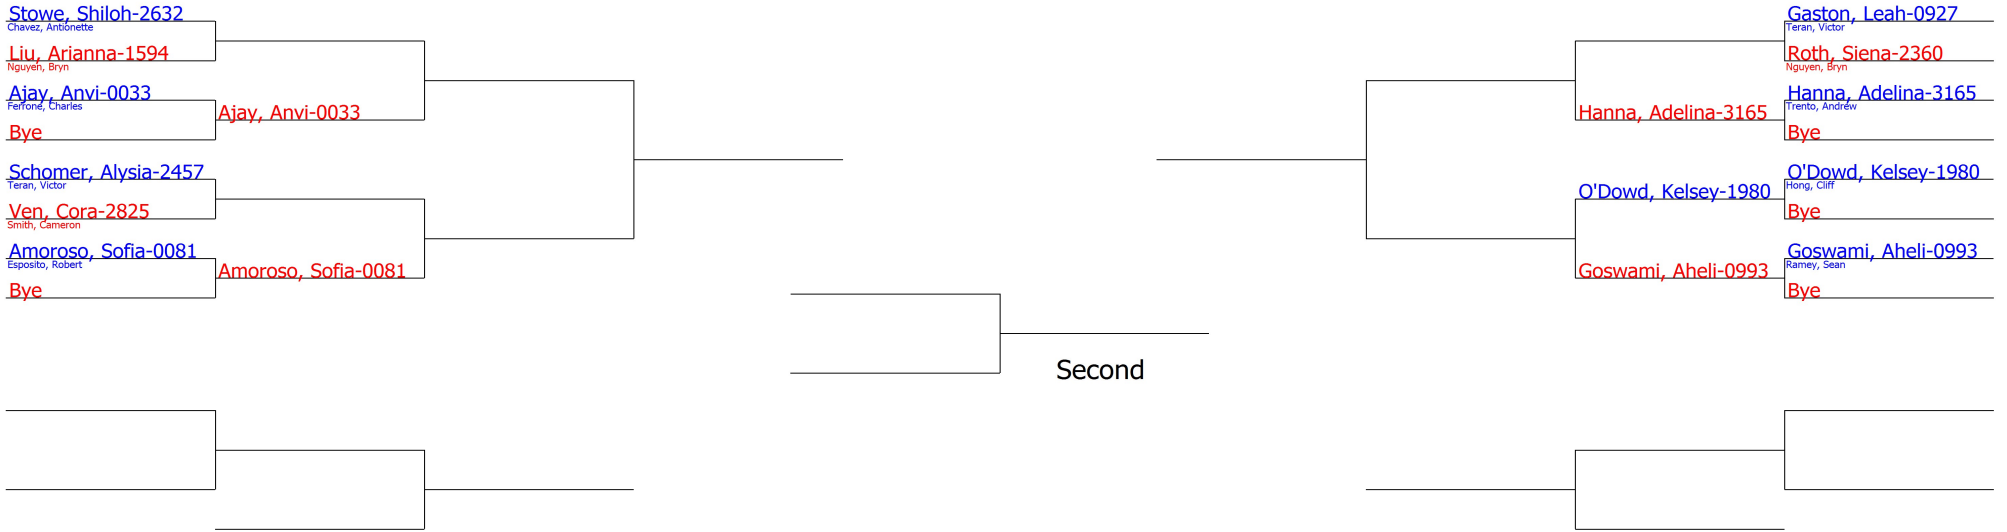 Stowe, Shiloh-2632
Chavez, Antionette
Liu, Arianna-1594
Nguyen, Bryn
Ajay, Anvi-0033
Ferrone, Charles
Bye
Schomer, Alysia-2457
Teran, Victor
Ven, Cora-2825
Smith, Cameron
Amoroso, Sofia-0081
Esposito, Robert
Bye
Ajay, Anvi-0033
Amoroso, Sofia-0081
Second
Hanna, Adelina-3165
O'Dowd, Kelsey-1980
Goswami, Aheli-0993
Gaston, Leah-0927
Teran, Victor
Roth, Siena-2360
Nguyen, Bryn
Hanna, Adelina-3165
Trento, Andrew
Bye
O'Dowd, Kelsey-1980
Hong, Cliff
Bye
Goswami, Aheli-0993
Ramey, Sean
Bye